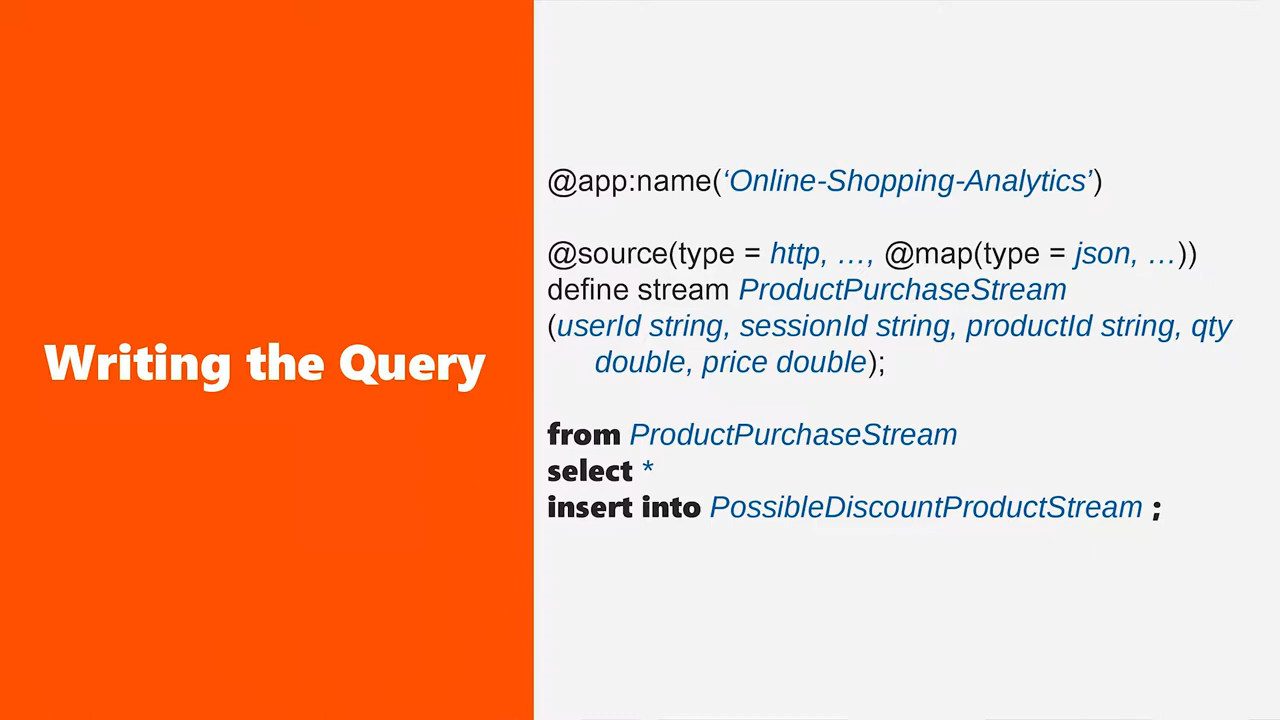 Writing the Query
@app:name(‘Online-Shopping-Analytics’)
@source(type = http, …, @map(type = json, …))
define stream ProductPurchaseStream
(userId string, sessionId string, productId string, qty
double, price double);
from ProductPurchaseStream
select *
insert into PossibleDiscountProductStream ;